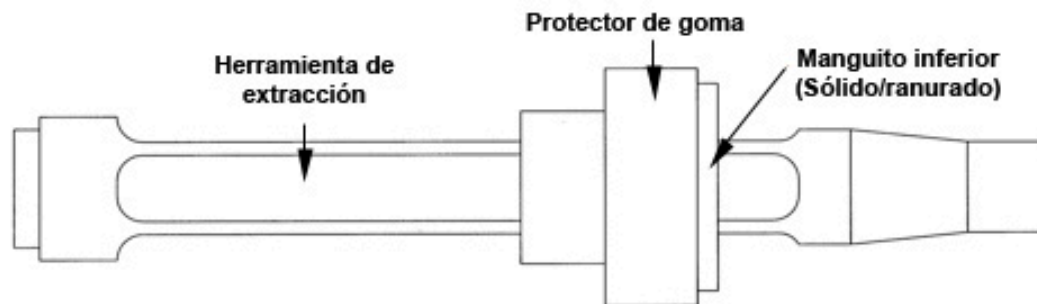 Protector de goma
Herramienta de
extracción
Manguito inferior
(Sólido/ranurado)